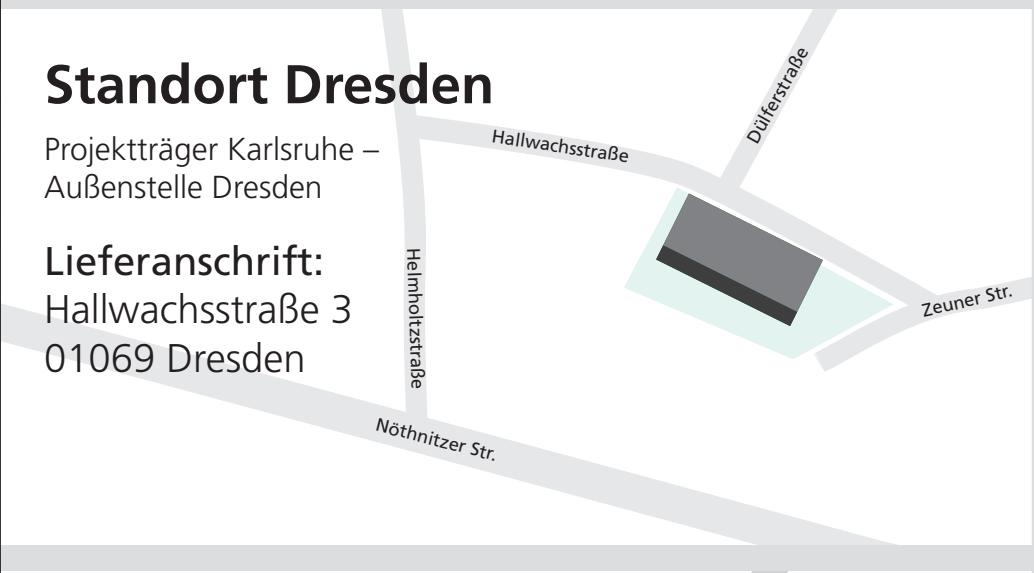 Standort Dresden
Projektträger Karlsruhe –
Außenstelle Dresden
Lieferanschrift:
Hallwachsstraße 3
01069 Dresden
Hallwachsstraße
Dülferstraße
Helmholtzstraße
Zeuner Str.
Nöthnitzer Str.